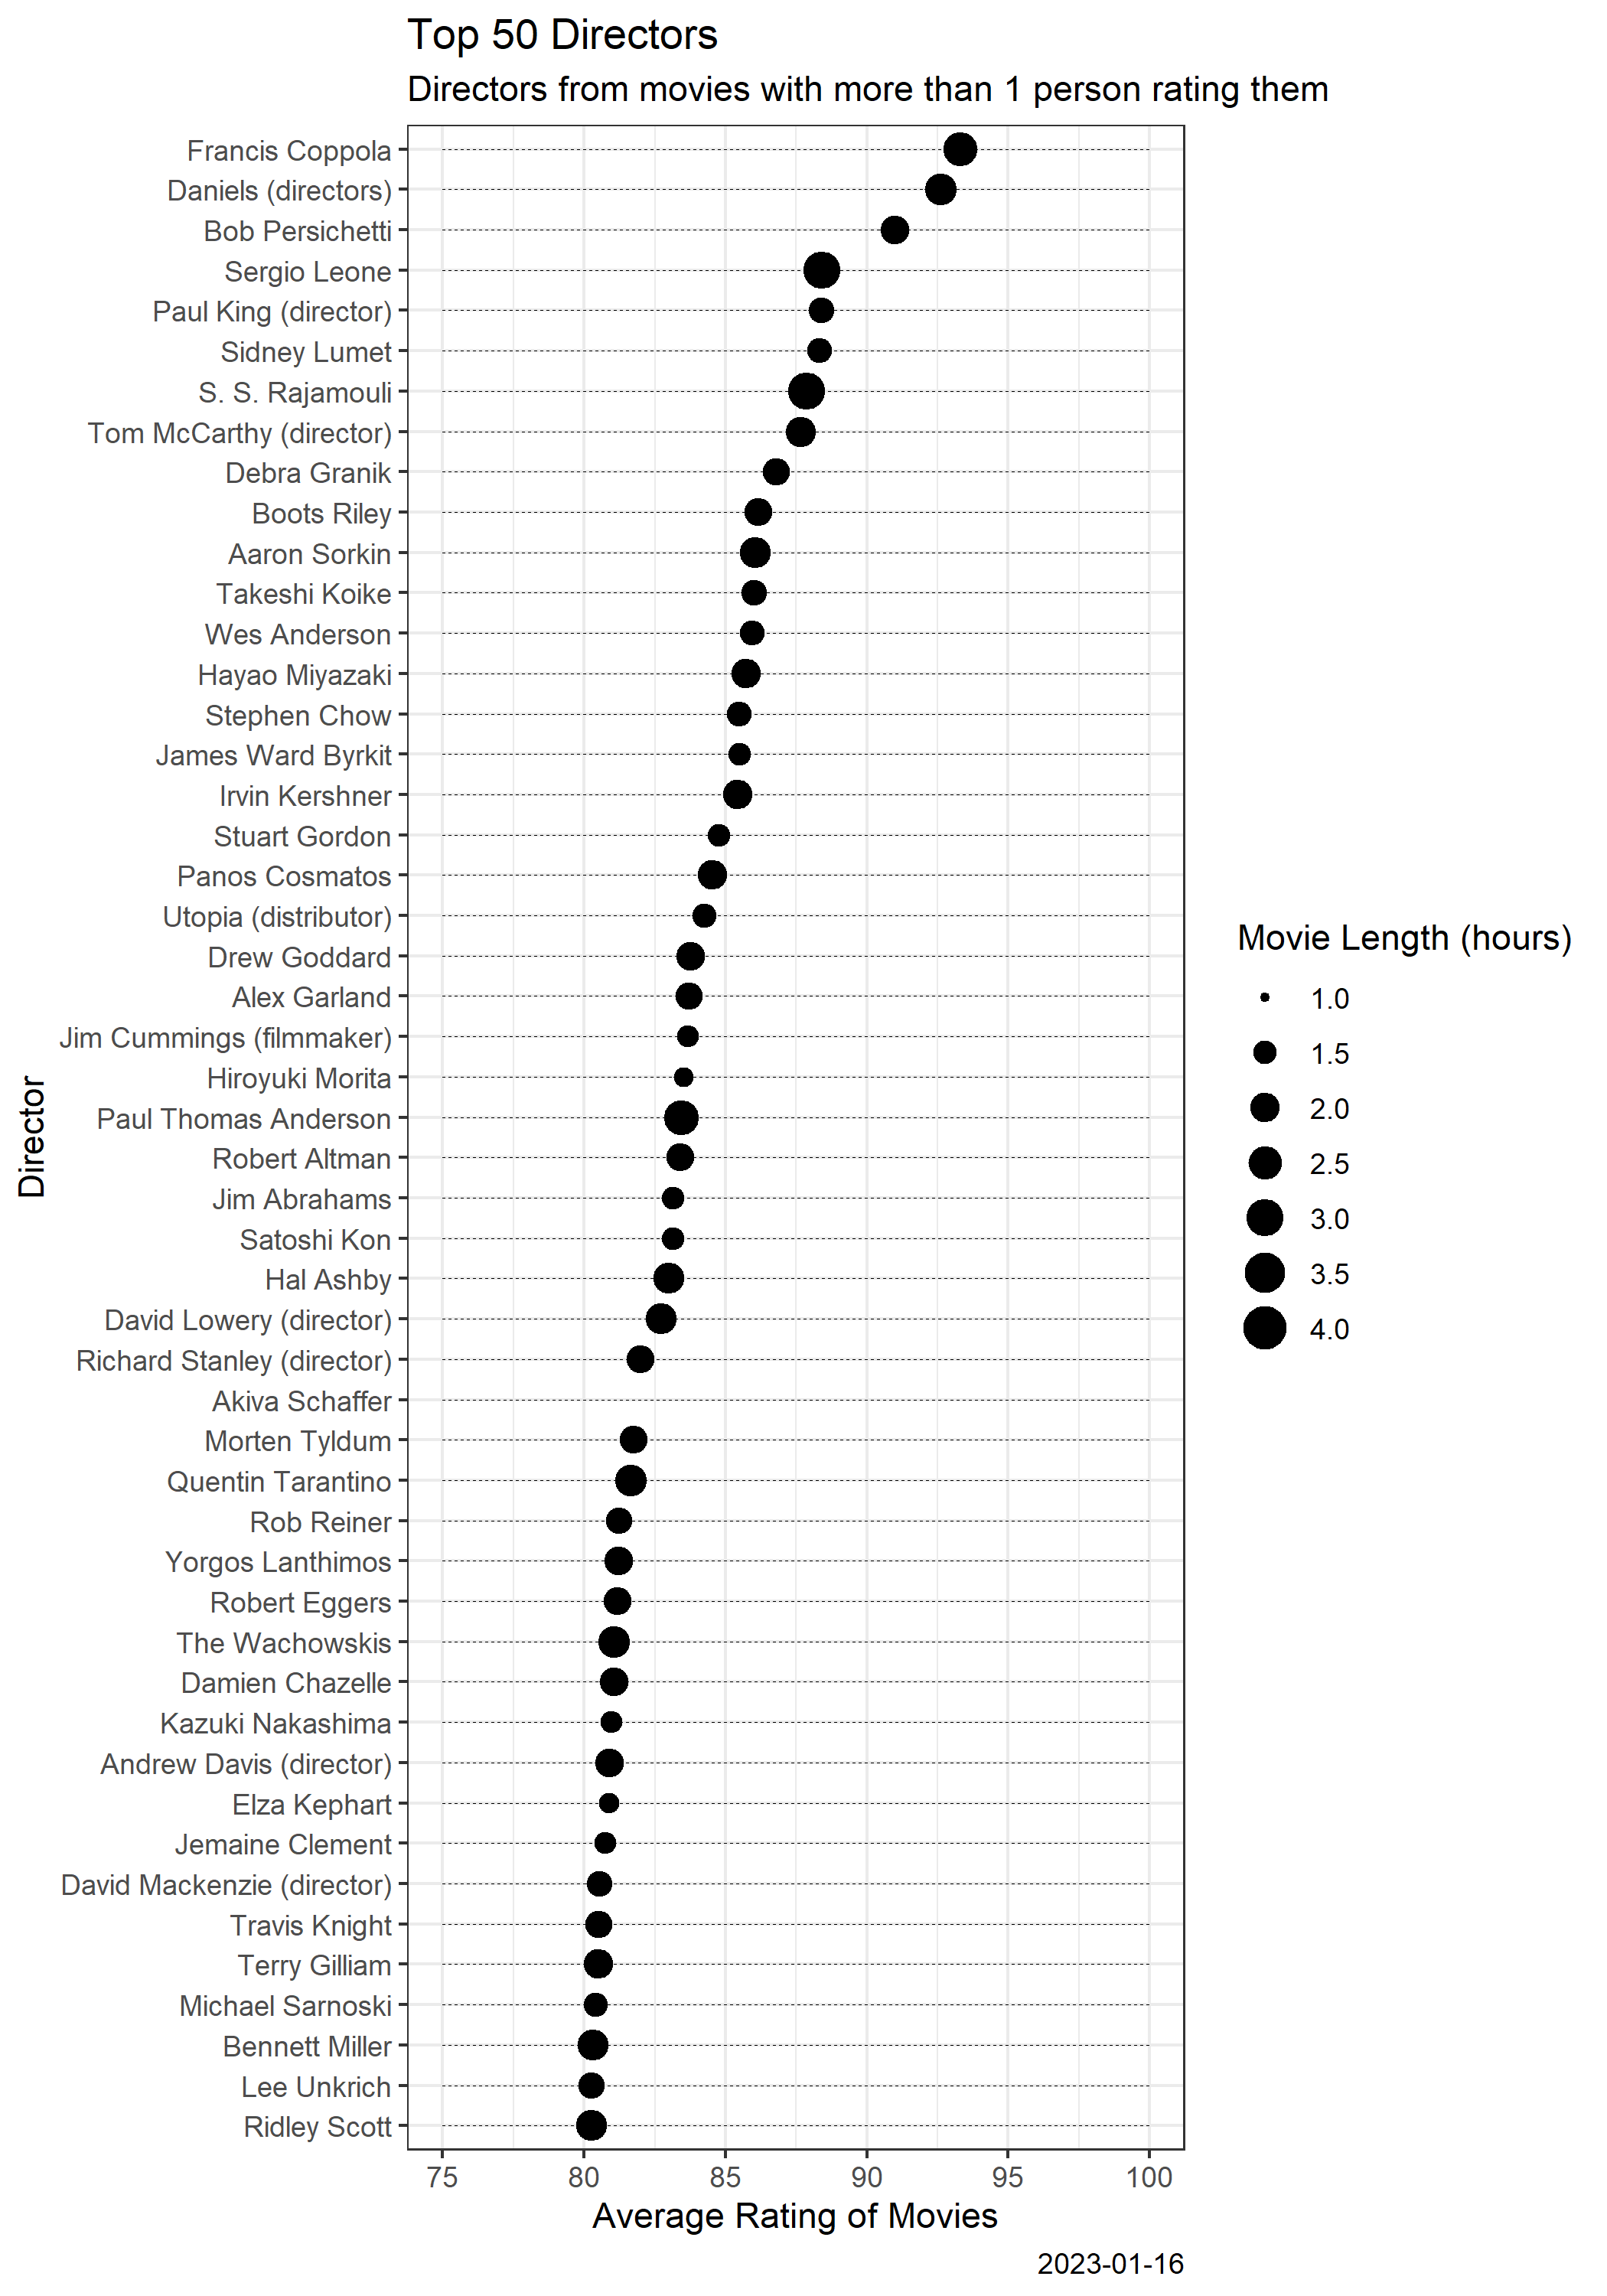 Top 50 Directors
Directors from movies with more than 1 person rating them
Director
Francis Coppola
Daniels (directors)
Bob Persichetti
Sergio Leone
Paul King (director)
Sidney Lumet
S. S. Rajamouli
Tom McCarthy (director)
Debra Granik
Boots Riley
Aaron Sorkin
Takeshi Koike
Wes Anderson
Hayao Miyazaki
Stephen Chow
James Ward Byrkit
Irvin Kershner
Stuart Gordon
Panos Cosmatos
Utopia (distributor)
Drew Goddard
Alex Garland
Jim Cummings (filmmaker)
Hiroyuki Morita
Paul Thomas Anderson
Robert Altman
Jim Abrahams
Satoshi Kon
Hal Ashby
David Lowery (director)
Richard Stanley (director)
Akiva Schaffer
Morten Tyldum
Quentin Tarantino
Rob Reiner
Yorgos Lanthimos
Robert Eggers
The Wachowskis
Damien Chazelle
Kazuki Nakashima
Andrew Davis (director)
Elza Kephart
Jemaine Clement
David Mackenzie (director)
Travis Knight
Terry Gilliam
Michael Sarnoski
Bennett Miller
Lee Unkrich
Ridley Scott
75 80 85 90 95 100
Average Rating of Movies
Movie Length (hours)
1.0
1.5
2.0
2.5
3.0
3.5
4.0
2023-01-16